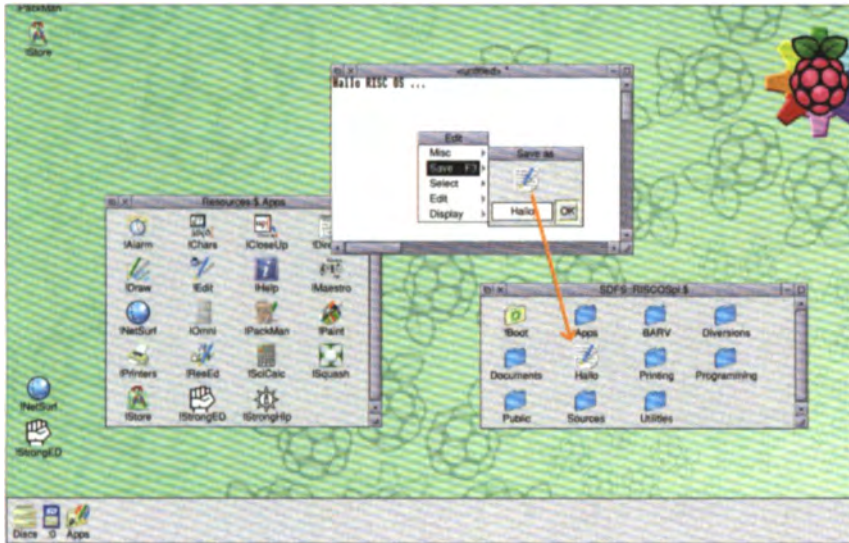 !PackMan
!Store
<untitled> *
Hallo RISC OS ...
Edit
Misc
Save F3
Select
Edit
Display
Save as
Hallo
OK
Resources:$.Apps
!Alarm !Chars !CloseUp
!Draw !Edit !Help !Maestro
!NetSurf !Omni !PackMan !Paint
!Printers !ResEd !SciCalc !Squash
!Store !StrongED !StrongHlp
SDFS::RISCOSpi.$
!Boot Apps BARV Diversions
Documents Hallo Printing Programming
Public Sources Utilities
!NetSurf
!StrongED
Discs :0 Apps